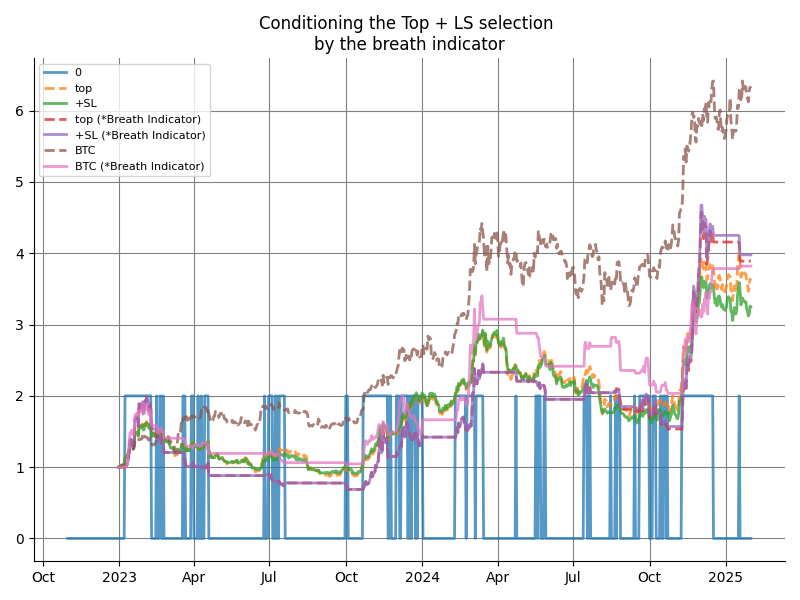 Conditioning the Top + LS selection
by the breath indicator
0
top
+SL
top (*Breath Indicator)
+SL (*Breath Indicator)
BTC
BTC (*Breath Indicator)
6
5
4
3
2
1
0
Oct 2023 Apr Jul Oct 2024 Apr Jul Oct 2025